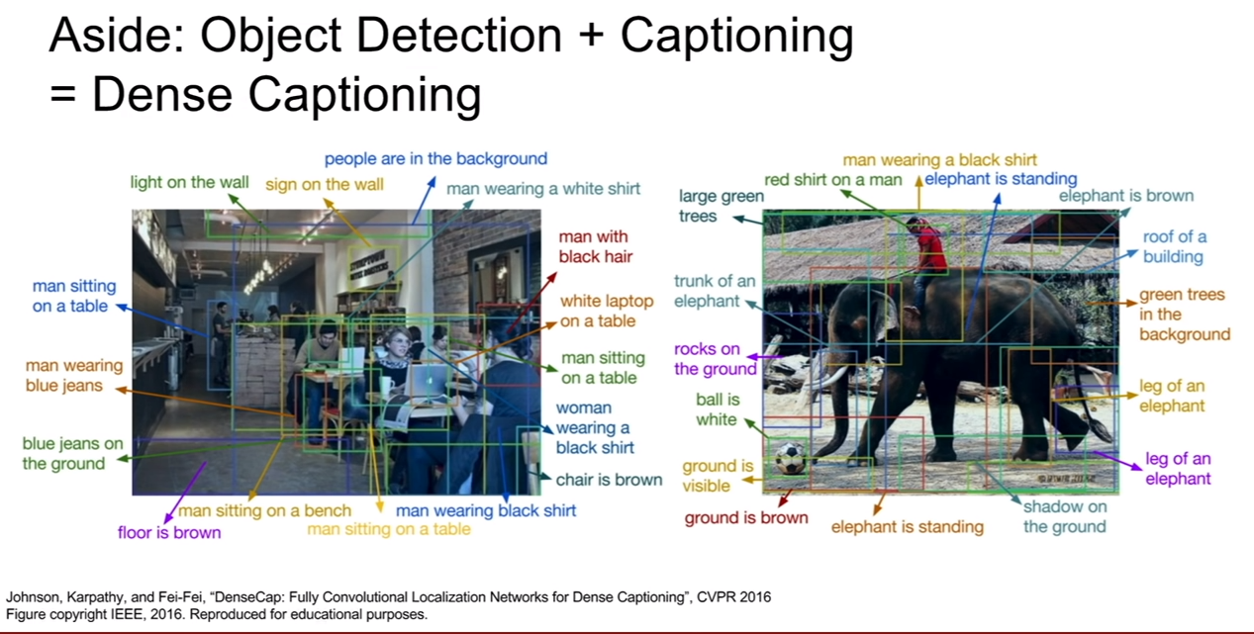 Aside: Object Detection + Captioning
= Dense Captioning
people are in the background
light on the wall
sign on the wall
man wearing a white shirt
man with
black hair
man sitting
on a table
white laptop
on a table
man wearing
blue jeans
man sitting
on a table
woman
wearing a
black shirt
blue jeans on
the ground
chair is brown
man sitting on a bench
man wearing black shirt
floor is brown
man sitting on a table
man wearing a black shirt
red shirt on a man
elephant is standing
large green
trees
elephant is brown
roof of a
building
trunk of an
elephant
green trees
in the
background
rocks on
the ground
leg of an
elephant
ball is
white
ground is
visible
leg of an
elephant
ground is brown
elephant is standing
shadow on
the ground
Johnson, Karpathy, and Fei-Fei, “DenseCap: Fully Convolutional Localization Networks for Dense Captioning”, CVPR 2016
Figure copyright IEEE, 2016. Reproduced for educational purposes.